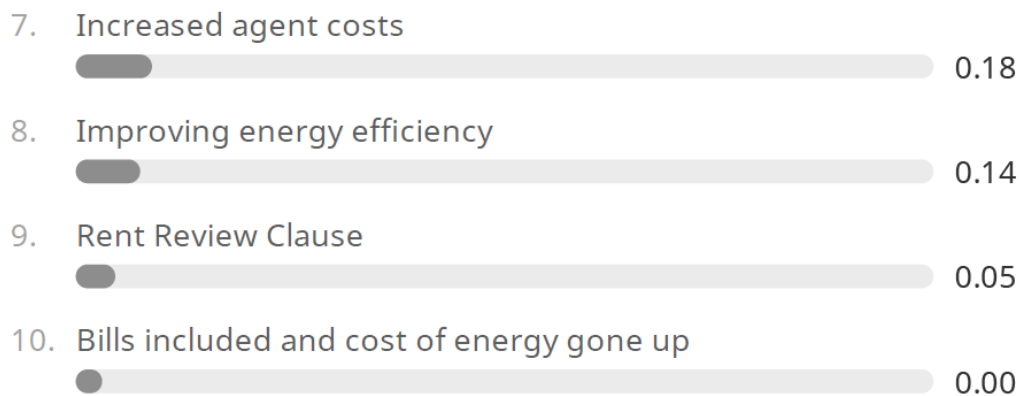 7. Increased agent costs
0.18
8. Improving energy efficiency
0.14
9. Rent Review Clause
0.05
10. Bills included and cost of energy gone up
0.00